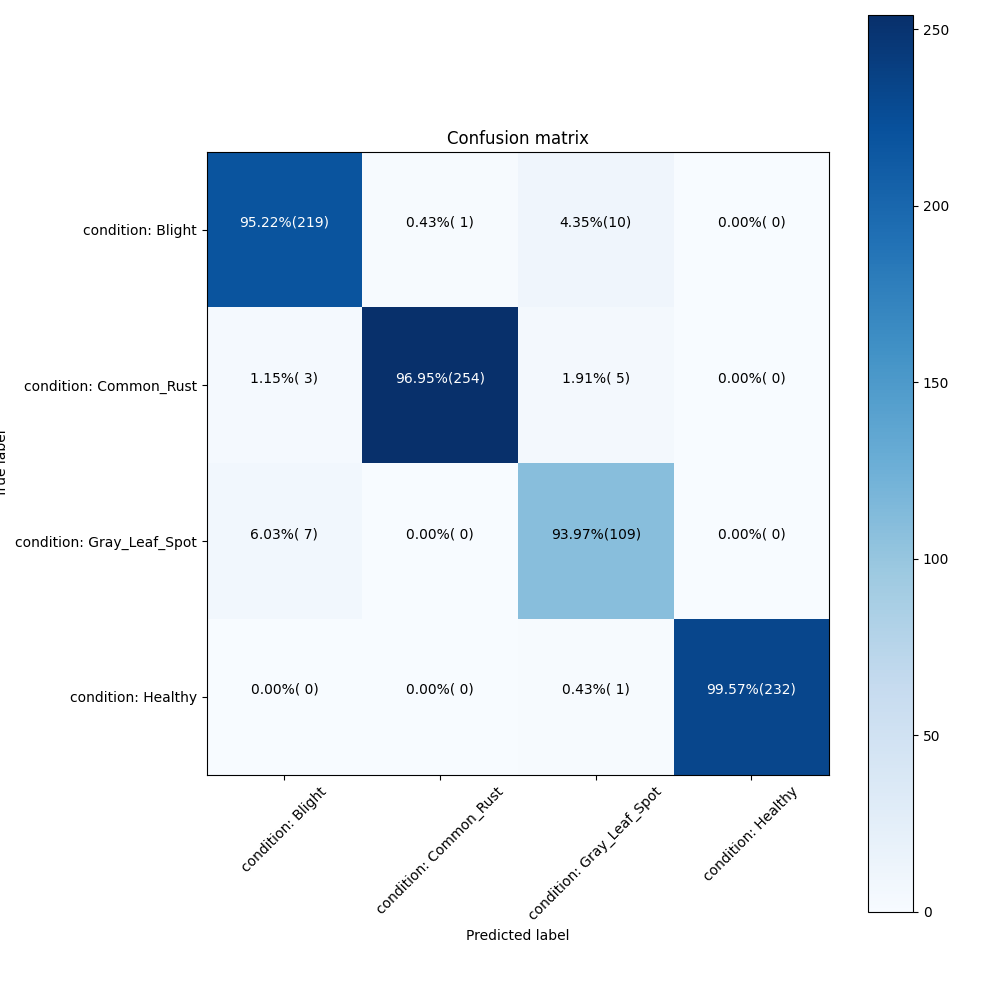 Confusion matrix
condition: Blight
95.22%(219)
0.43%( 1)
4.35%(10)
0.00%( 0)
condition: Common_Rust
1.15%( 3)
96.95%(254)
1.91%( 5)
0.00%( 0)
condition: Gray_Leaf_Spot
6.03%( 7)
0.00%( 0)
93.97%(109)
0.00%( 0)
condition: Healthy
0.00%( 0)
0.00%( 0)
0.43%( 1)
99.57%(232)
condition: Blight
condition: Common_Rust
condition: Gray_Leaf_Spot
condition: Healthy
Predicted label
250
200
150
100
50
0